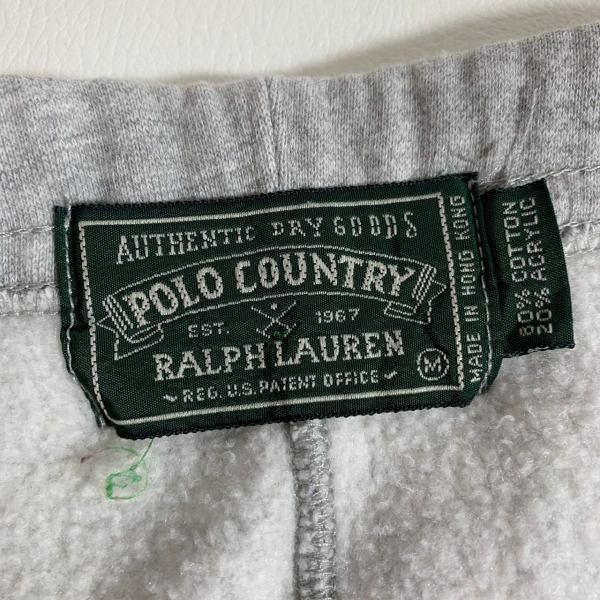 AUTHENTIC DRY GOODS
POLO COUNTRY
EST. 1967
RALPH LAUREN
REG. U.S. PATENT OFFICE
M
MADE IN HONG KONG
80% COTTON
20% ACRYLIC